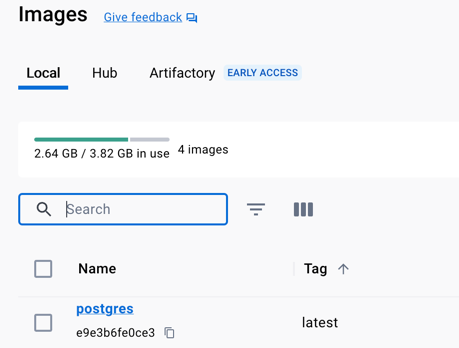 Images Give feedback
Local Hub Artifactory EARLY ACCESS
2.64 GB / 3.82 GB in use 4 images
Search
Name Tag
postgres
e9e3b6fe0ce3
latest